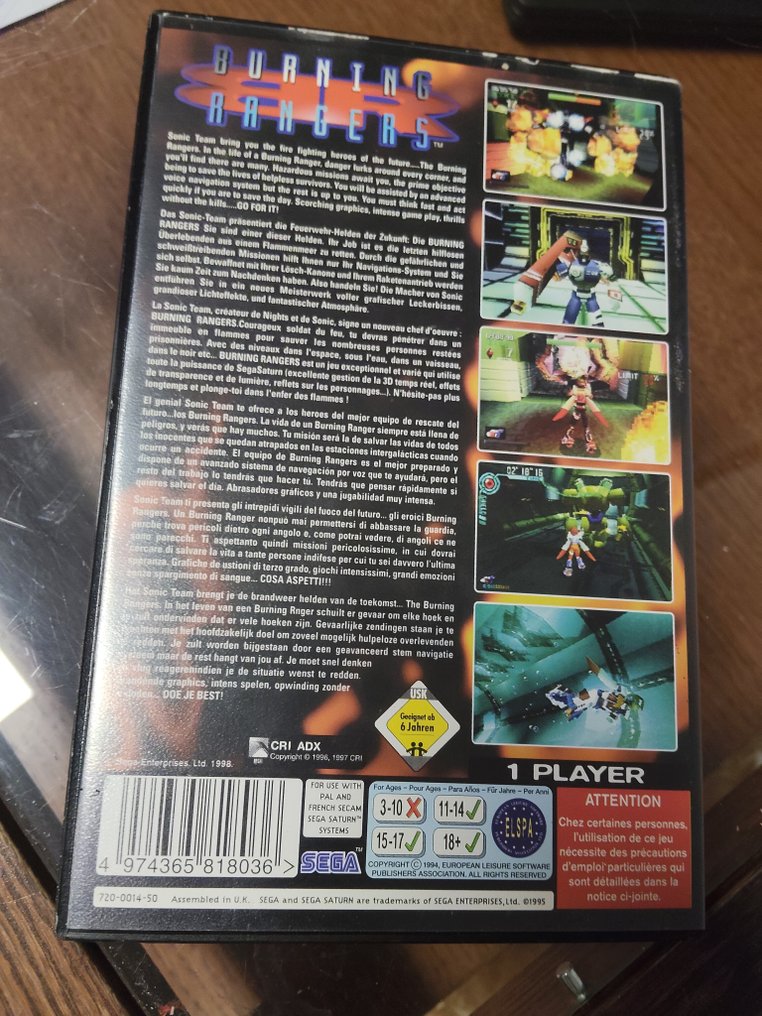 BURNING
RANGERS™
Sonic Team bring you the fire fighting heroes of the future....The Burning
Rangers. In the life of a Burning Ranger, danger lurks around every corner, and
you'll find there are many. Hazardous missions await you, the prime objective
being to save the lives of helpless survivors. You will be assisted by an advanced
voice navigation system but the rest is up to you. You must think fast and act
quickly if you are to save the day. Scorching graphics, intense game play, thrills
without the kills....GO FOR IT!
Das Sonic-Team präsentiert die Feuerwehr-Helden der Zukunft: Die BURNING
RANGERS Sie sind einer dieser Helden. Ihr Job ist es die letzten hilflosen
Überlebenden aus einem Flammenmeer zu retten. Durch die gefährlichen und
schweißtreibenden Missionen hilft Ihnen nur Ihr Navigations-System und Sie
sich selbst. Bewaffnet mit Ihrer Lösch-Kanone und Ihrem Raketenantrieb werden
Sie kaum Zeit zum Nachdenken haben. Also handeln Sie! Die Macher von Sonic
entführen Sie in ein neues Meisterwerk voller grafischer Leckerbissen,
grandioser Lichteffekte, und fantastischer Atmosphäre.
La Sonic Team, créateur de Nights et de Sonic, signe un nouveau chef d'oeuvre :
BURNING RANGERS.Courageux soldat du feu, tu devras pénétrer dans un
immeuble en flammes pour sauver les nombreuses personnes restées
prisonnières. Avec des niveaux dans l'espace, sous l'eau, dans un vaisseau,
dans le noir etc... BURNING RANGERS est un jeu exceptionnel et varié qui utilise
toute la puissance de SegaSaturn (excellente gestion de la 3D temps réel, effets
de transparence et de lumière, reflets sur les personnages...). N'hésite-pas plus
longtemps et plonge-toi dans l'enfer des flammes !
El genial Sonic Team te ofrece a los heroes del mejor equipo de rescate del
futuro...los Burning Rangers. La vida de un Burning Ranger siempre está llena de
peligros, y verás que hay muchos. Tu misión será la de salvar las vidas de todos
los inocentes que se quedan atrapados en las estaciones intergalácticas cuando
ocurre un accidente. El equipo de Burning Rangers es el mejor preparado y
dispone de un avanzado sistema de navegación por voz que te ayudará, pero el
resto del trabajo lo tendrás que hacer tú. Tendrás que pensar rápidamente si
quieres salvar el día. Abrasadores gráficos y una jugabilidad muy intensa.
Sonic Team ti presenta gli intrepidi vigili del fuoco del futuro... gli eroici Burning
Rangers. Un Burning Ranger nonpuò mai permettersi di abbassare la guardia,
perchè trova pericoli dietro ogni angolo e, come potrai vedere, di angoli ce ne
sono parecchi. Ti aspettanto quindi missioni pericolosissime, in cui dovrai
cercare di salvare la vita a tante persone indifese per cui tu sei davvero l'ultima
speranza. Grafiche de ustioni di terzo grado, giochi intensissimi, grandi emozioni
senza spargimento di sangue... COSA ASPETTI!!!
Het Sonic Team brengt je de brandweer helden van de toekomst... The Burning
Rangers. In het leven van een Burning Rnger schuilt er gevaar om elke hoek en
je zult ondervinden dat er vele hoeken zijn. Gevaarlijke zendingen staan je te
wachten met het hoofdzakelijk doel om zoveel mogelijk hulpeloze overlevenden
te redden. Je zult worden bijgestaan door een geavanceerd stem navigatie
systeem maar de rest hangt van jou af. Je moet snel denken
en vlug reagerenindien je de situatie wenst te redden.
Brandende graphics, intens spelen, opwinding zonder
... DOE JE BEST!
USK
Geeignet ab
6 Jahren
CRI ADX
Copyright © 1996, 1997 CRI
Sega Enterprises, Ltd. 1998.
02'16"15
LIMIT %
1 PLAYER
4 974365 818036 >
FOR USE WITH
PAL AND
FRENCH SECAM
SEGA SATURN™
SYSTEMS
SEGA™
For Ages – Pour Ages – Para Años – Für Jahre – Per Anni
3-10 11-14
15-17 18+
ELSPA
COPYRIGHT © 1994, EUROPEAN LEISURE SOFTWARE
PUBLISHERS ASSOCIATION. ALL RIGHTS RESERVED
ATTENTION
Chez certaines personnes,
l'utilisation de ce jeu
nécessite des précautions
d'emploi particulières qui
sont détaillées dans la
notice ci-jointe.
720-0014-50 Assembled in U.K. SEGA and SEGA SATURN are trademarks of SEGA ENTERPRISES,Ltd. ©1995